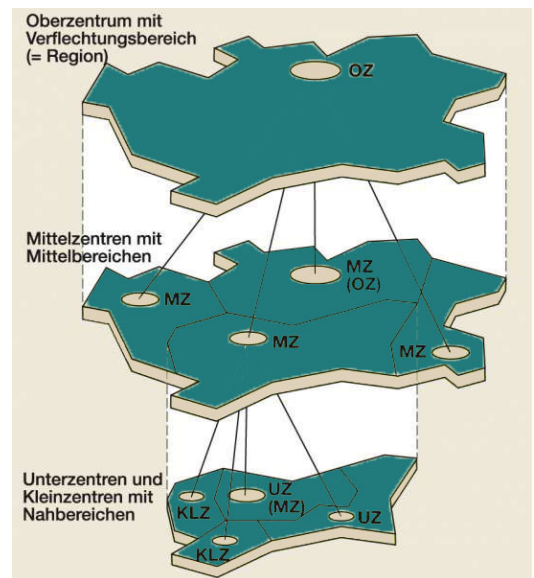 Oberzentrum mit
Verflechtungsbereich
(= Region)
OZ
Mittelzentren mit
Mittelbereichen
MZ
MZ
(OZ)
MZ
MZ
Unterzentren und
Kleinzentren mit
Nahbereichen
KLZ
UZ
(MZ)
UZ
KLZ